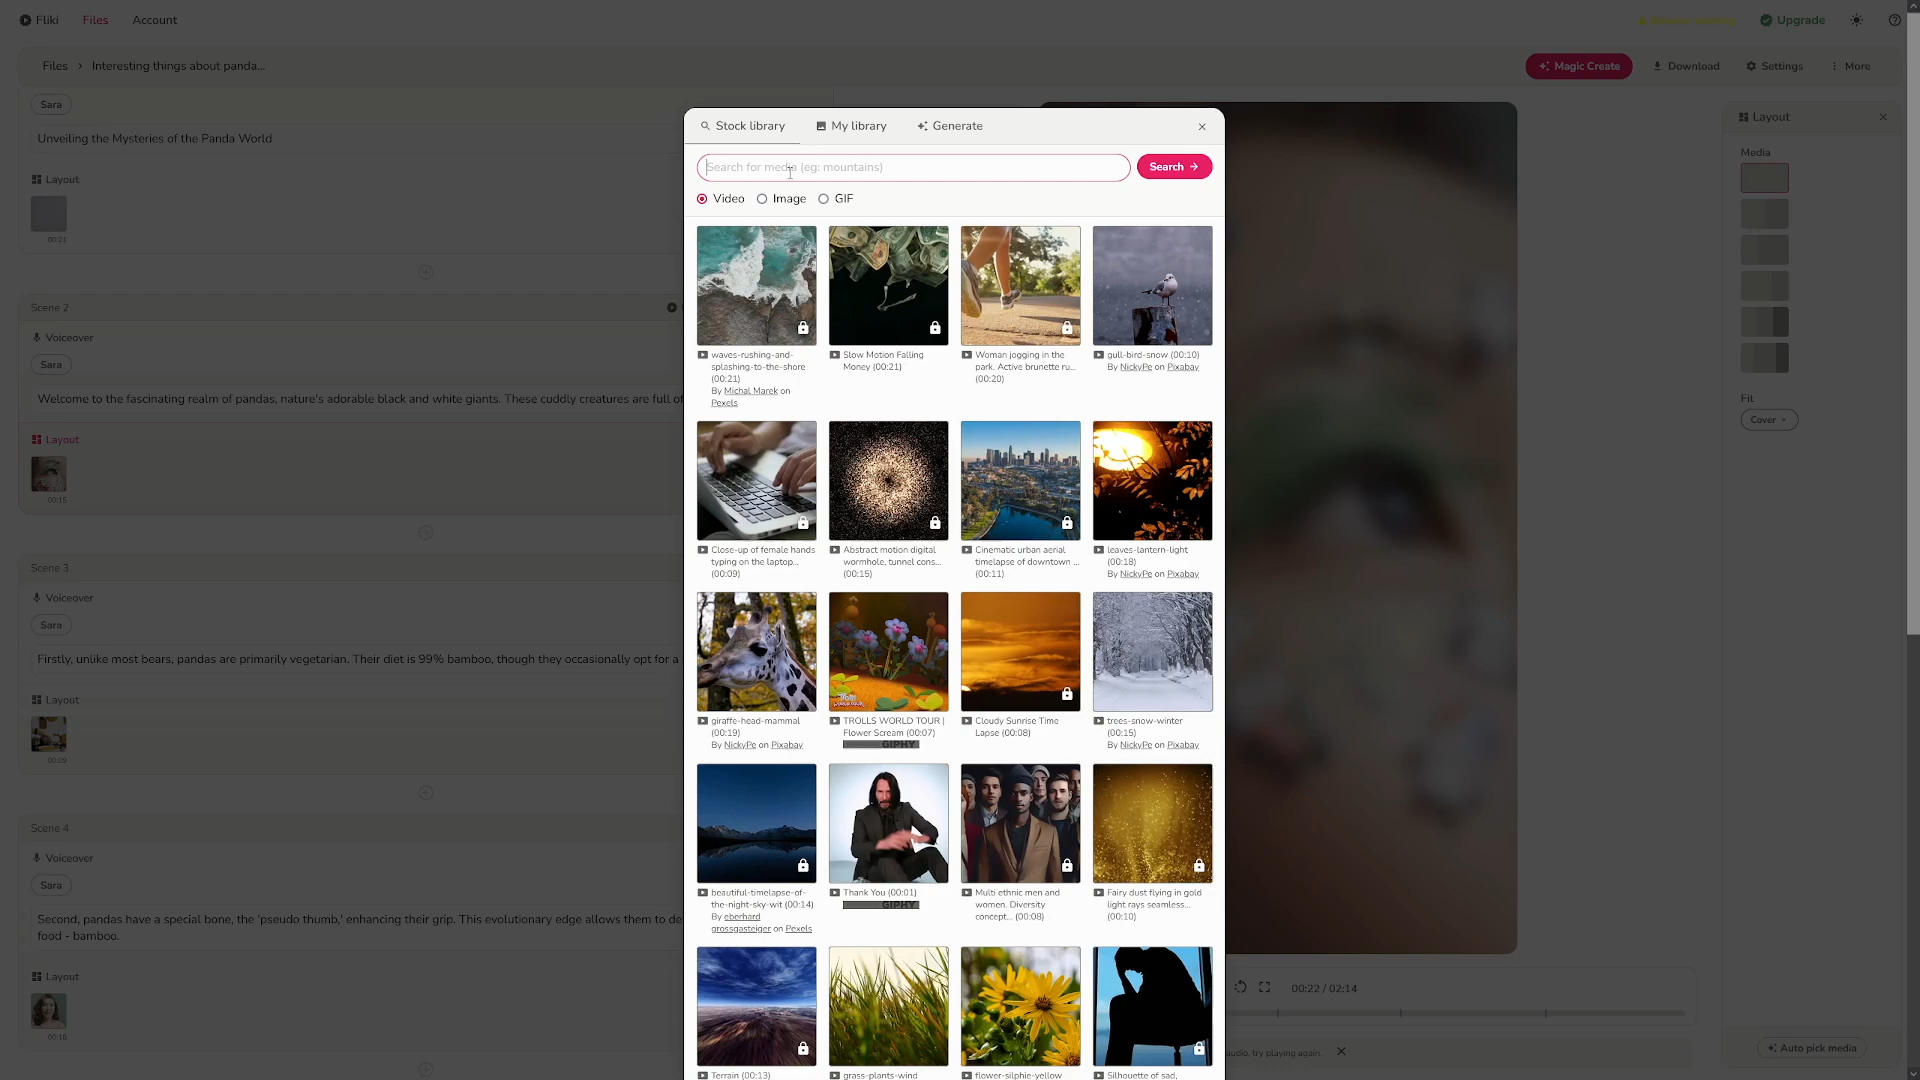 Fliki
Files
Account
Upgrade
Files > Interesting things about panda...
Magic Create
Download
Settings
More
Sara
Unveiling the Mysteries of the Panda World
Layout
00:21
Scene 2
Voiceover
Sara
Welcome to the fascinating realm of pandas, nature's adorable black and white giants. These cuddly creatures are full of
Layout
00:15
Scene 3
Voiceover
Sara
Firstly, unlike most bears, pandas are primarily vegetarian. Their diet is 99% bamboo, though they occasionally opt for a
Layout
00:09
Scene 4
Voiceover
Sara
Second, pandas have a special bone, the 'pseudo thumb,' enhancing their grip. This evolutionary edge allows them to de
food - bamboo.
Layout
00:16
Stock library
My library
Generate
Search for media (eg: mountains)
Search
Video
Image
GIF
waves-rushing-and-
splashing-to-the-shore
(00:21)
By Michal Marek on
Pexels
Slow Motion Falling
Money (00:21)
Woman jogging in the
park. Active brunette ru...
(00:20)
gull-bird-snow (00:10)
By NickyPe on Pixabay
Close-up of female hands
typing on the laptop...
(00:09)
Abstract motion digital
wormhole, tunnel cons...
(00:15)
Cinematic urban aerial
timelapse of downtown ...
(00:11)
leaves-lantern-light
(00:18)
By NickyPe on Pixabay
giraffe-head-mammal
(00:19)
By NickyPe on Pixabay
TROLLS WORLD TOUR |
Flower Scream (00:07)
GIPHY
Cloudy Sunrise Time
Lapse (00:08)
trees-snow-winter
(00:15)
By NickyPe on Pixabay
beautiful-timelapse-of-
the-night-sky-wit (00:14)
By eberhard
grossgasteiger on Pexels
Thank You (00:01)
GIPHY
Multi ethnic men and
women. Diversity
concept... (00:08)
Fairy dust flying in gold
light rays seamless...
(00:10)
Terrain (00:13)
grass-plants-wind
flower-silphie-yellow
Silhouette of sad,
00:22 / 02:14
audio, try playing again.
Layout
Media
Fit
Cover
Auto pick media